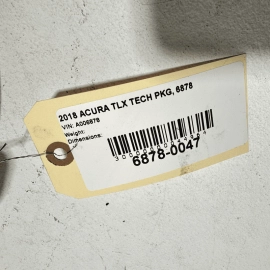 2018 ACURA TLX TECH PKG, 6878
VIN: A006878
Weight:
Dimensions:
6878-0047